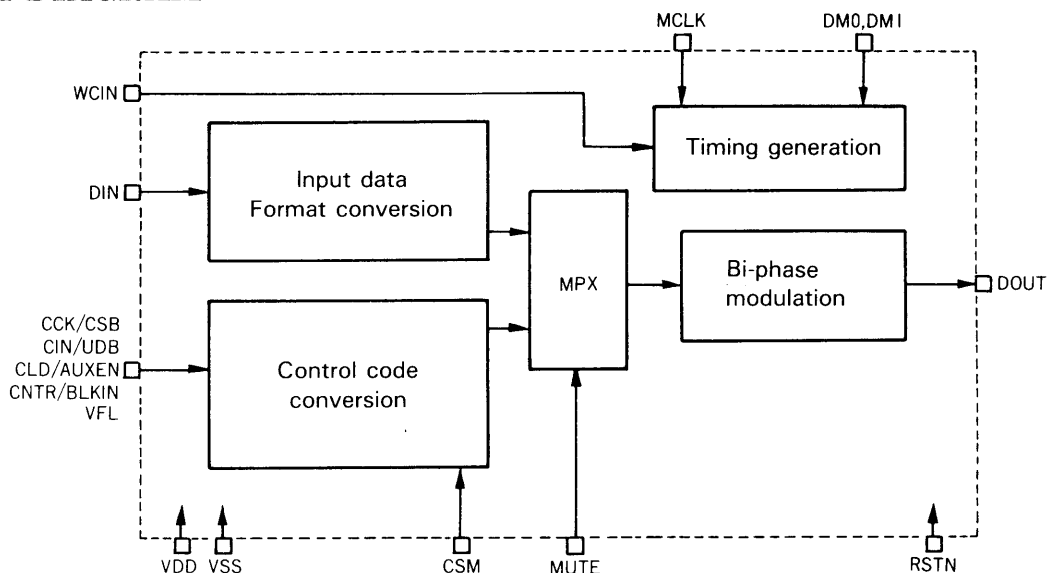 MCLK
DM0,DM1
WCIN
Timing generation
Input data
Format conversion
DIN
MPX
Bi-phase
modulation
DOUT
CCK/CSB
CIN/UDB
CLD/AUXEN
CNTR/BLKIN
VFL
Control code
conversion
VDD
VSS
CSM
MUTE
RSTN